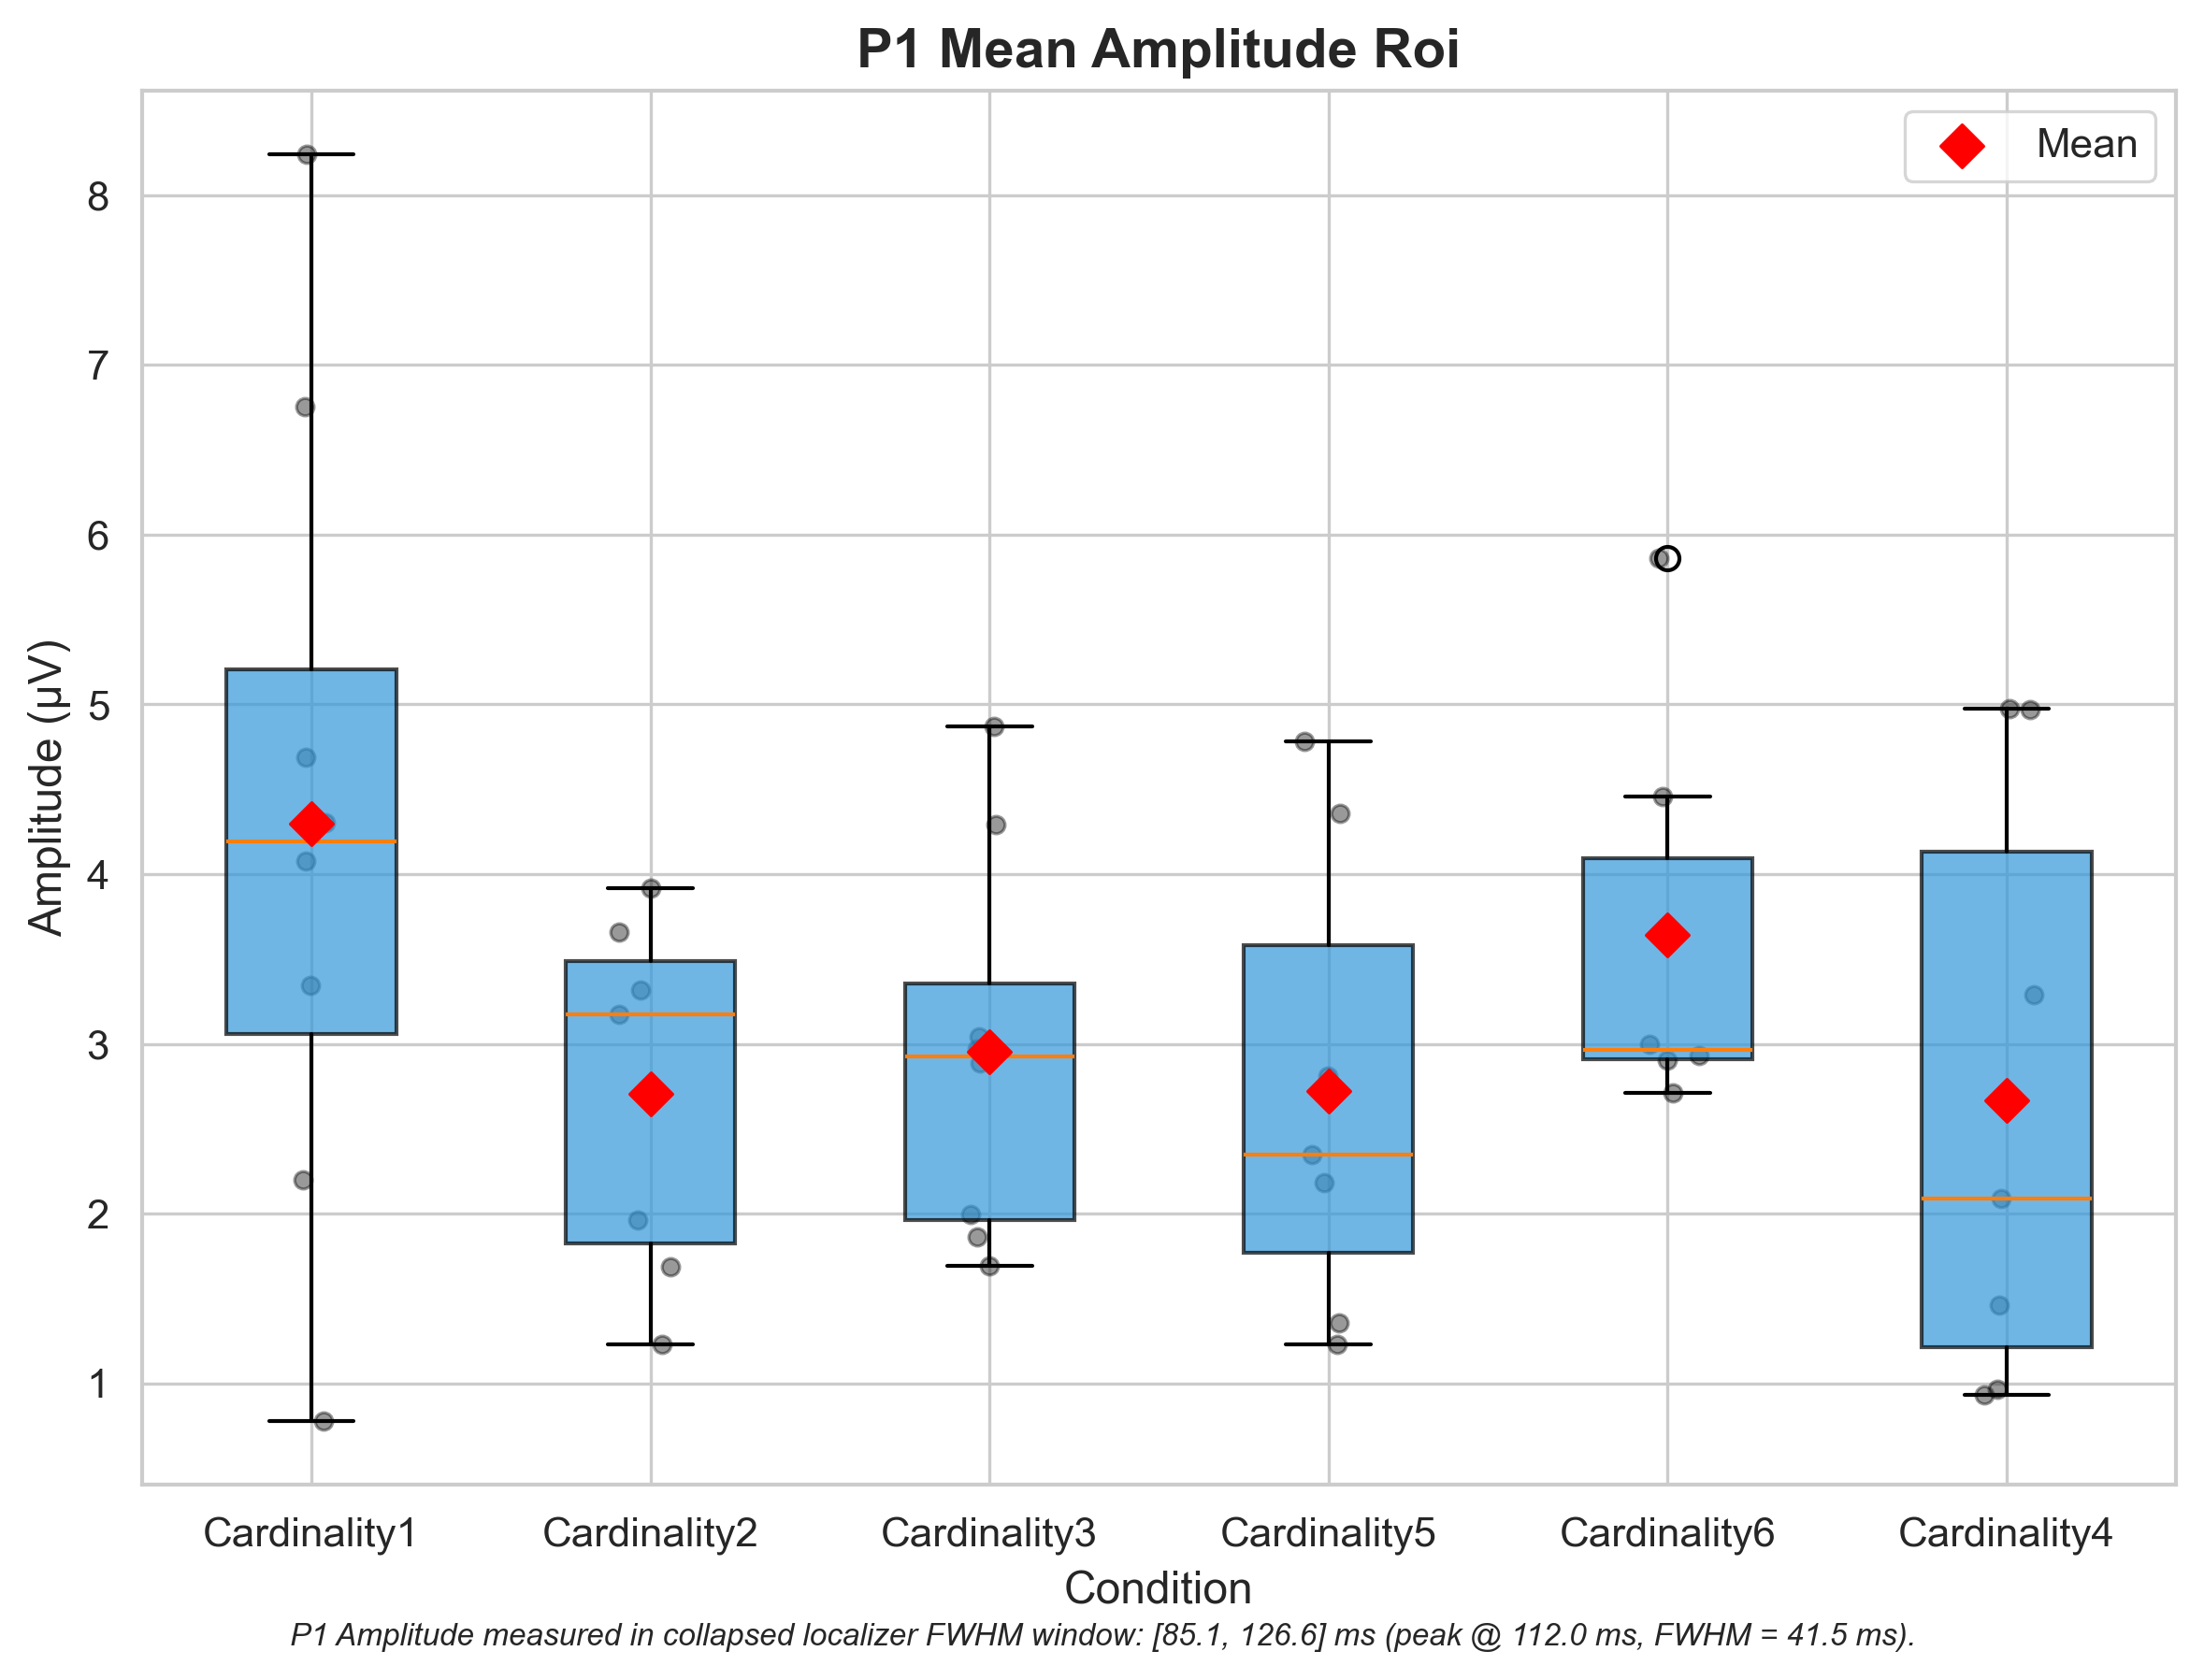 P1 Mean Amplitude Roi
Mean
8
7
6
5
4
3
2
1
Amplitude (µV)
Cardinality1 Cardinality2 Cardinality3 Cardinality5 Cardinality6 Cardinality4
Condition
P1 Amplitude measured in collapsed localizer FWHM window: [85.1, 126.6] ms (peak @ 112.0 ms, FWHM = 41.5 ms).